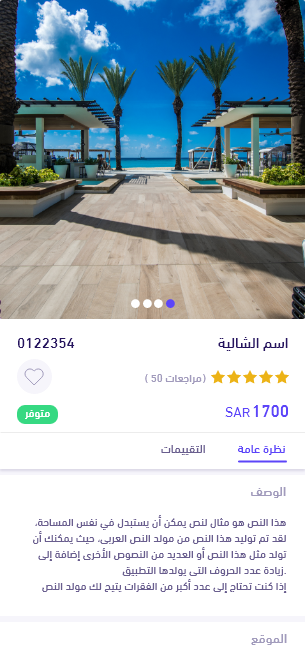 اسم الشالية
0122354
(مراجعات 50 )
SAR 1700
متوفر
نظرة عامة
التقييمات
الوصف
هذا النص هو مثال لنص يمكن أن يستبدل في نفس المساحة،
لقد تم توليد هذا النص من مولد النص العربى، حيث يمكنك أن
تولد مثل هذا النص أو العديد من النصوص الأخرى إضافة إلى
.زيادة عدد الحروف التى يولدها التطبيق
إذا كنت تحتاج إلى عدد أكبر من الفقرات يتيح لك مولد النص
الموقع